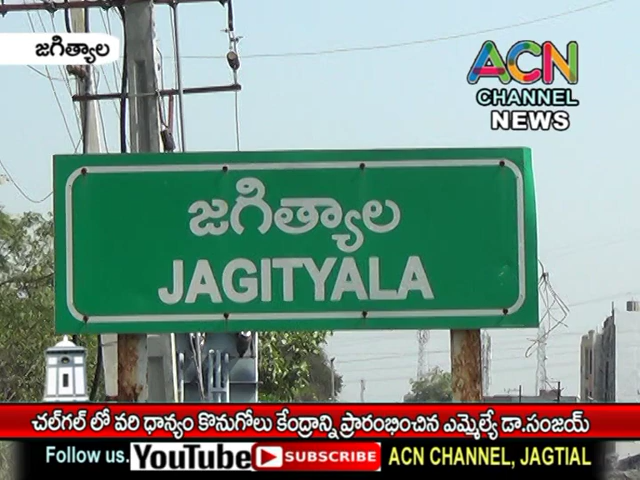 జగిత్యాల
ACN
CHANNEL
NEWS
జగిత్యాల
JAGITYALA
చల్‌గల్ లో వరి ధాన్యం కొనుగోలు కేంద్రాన్ని ప్రారంభించిన ఎమ్మెల్యే డా.సంజయ్
Follow us. YouTube SUBSCRIBE ACN CHANNEL, JAGTIAL